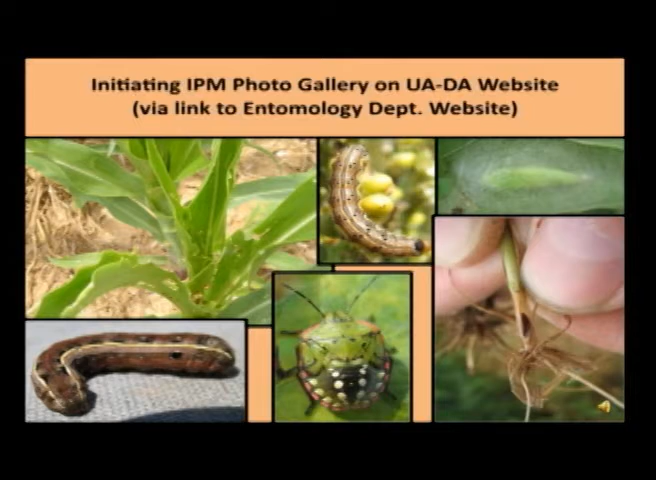 Initiating IPM Photo Gallery on UA-DA Website
(via link to Entomology Dept. Website)